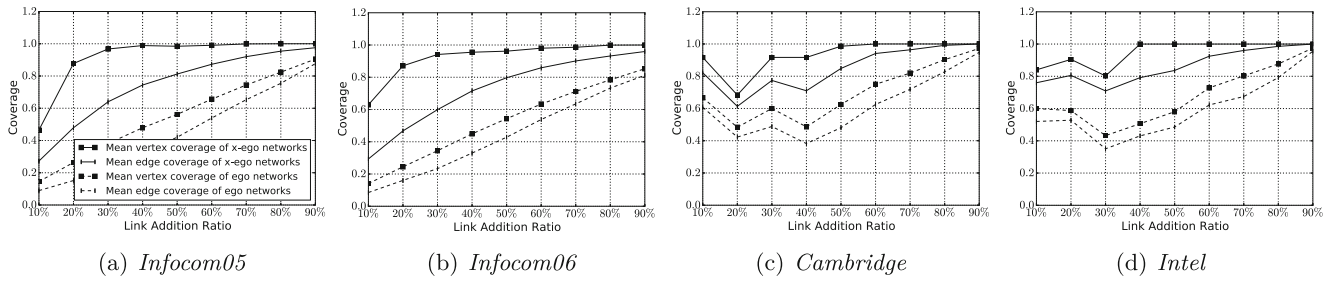 1.2
1.0
0.8
0.6
0.4
0.2
0.0
Coverage
Mean vertex coverage of x-ego networks
Mean edge coverage of x-ego networks
Mean vertex coverage of ego networks
Mean edge coverage of ego networks
10% 20% 30% 40% 50% 60% 70% 80% 90%
Link Addition Ratio
(a) Infocom05
1.2
1.0
0.8
0.6
0.4
0.2
0.0
Coverage
10% 20% 30% 40% 50% 60% 70% 80% 90%
Link Addition Ratio
(b) Infocom06
1.2
1.0
0.8
0.6
0.4
0.2
0.0
Coverage
10% 20% 30% 40% 50% 60% 70% 80% 90%
Link Addition Ratio
(c) Cambridge
1.2
1.0
0.8
0.6
0.4
0.2
0.0
Coverage
10% 20% 30% 40% 50% 60% 70% 80% 90%
Link Addition Ratio
(d) Intel